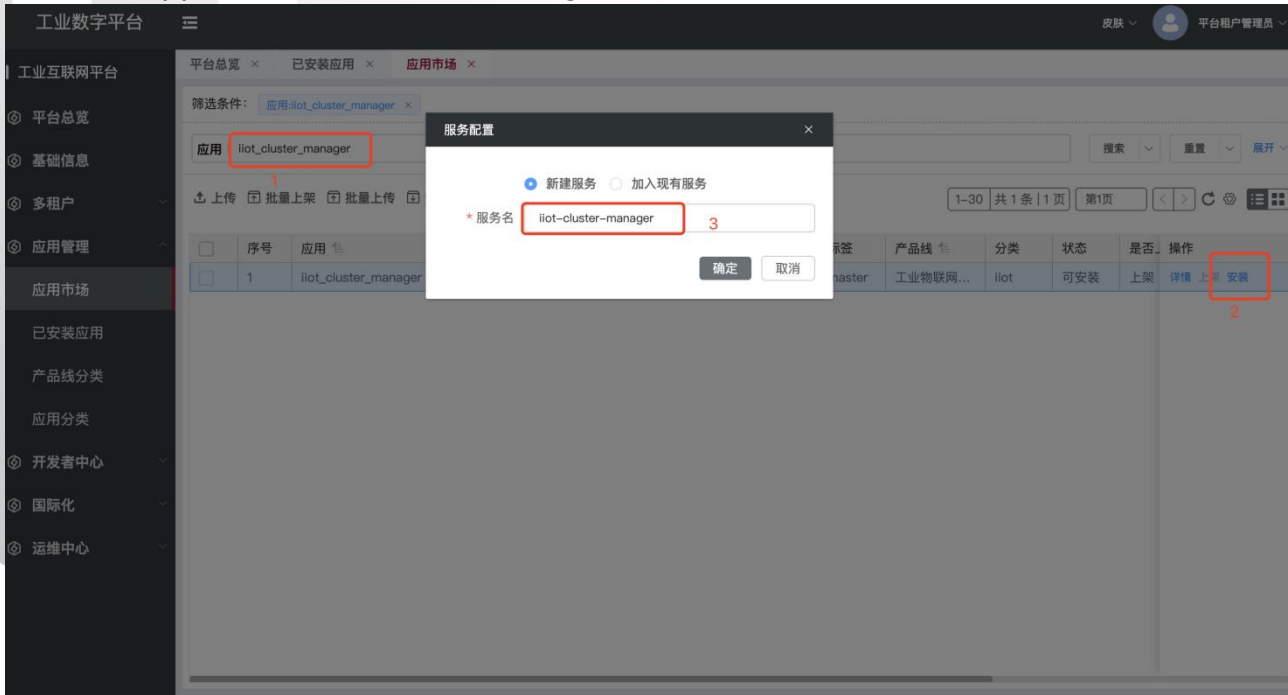 工业数字平台
皮肤
平台租户管理员
工业互联网平台
平台总览
基础信息
多租户
应用管理
应用市场
已安装应用
产品线分类
应用分类
开发者中心
国际化
运维中心
平台总览 × 已安装应用 × 应用市场 ×
筛选条件: 应用:iiot_cluster_manager ×
应用 iiot_cluster_manager 搜索 重置 展开
1
上传 批量上架 批量上传
1-30 共 1 条 | 1 页 第1页
序号 应用 标签 产品线 分类 状态 是否 操作
1 iiot_cluster_manager master 工业物联网... iiot 可安装 上架 详情 上架 安装
2
服务配置 ×
新建服务 加入现有服务
* 服务名 iiot-cluster-manager 3
确定 取消